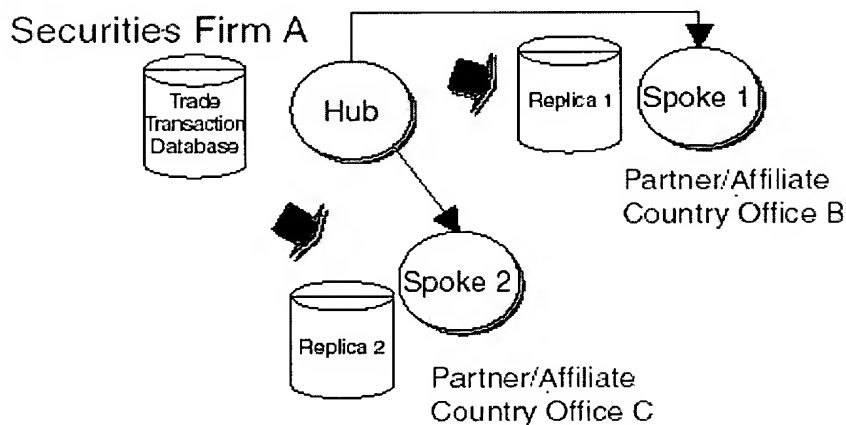 Securities Firm A
Trade
Transaction
Database
Hub
Replica 1
Spoke 1
Partner/Affiliate
Country Office B
Spoke 2
Replica 2
Partner/Affiliate
Country Office C